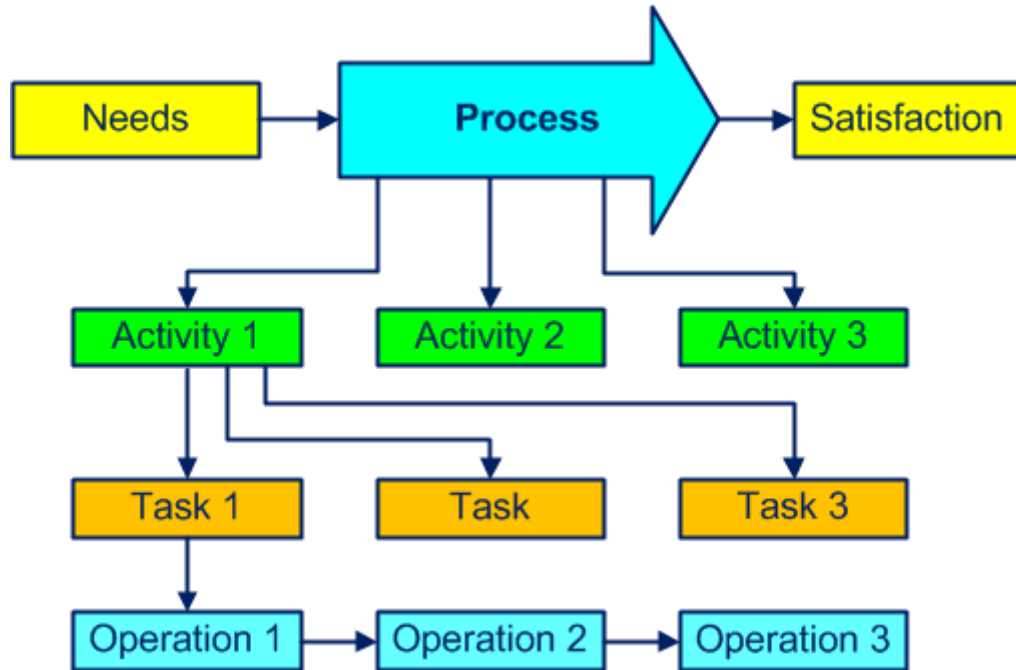 Needs
Process
Satisfaction
Activity 1
Activity 2
Activity 3
Task 1
Task
Task 3
Operation 1
Operation 2
Operation 3